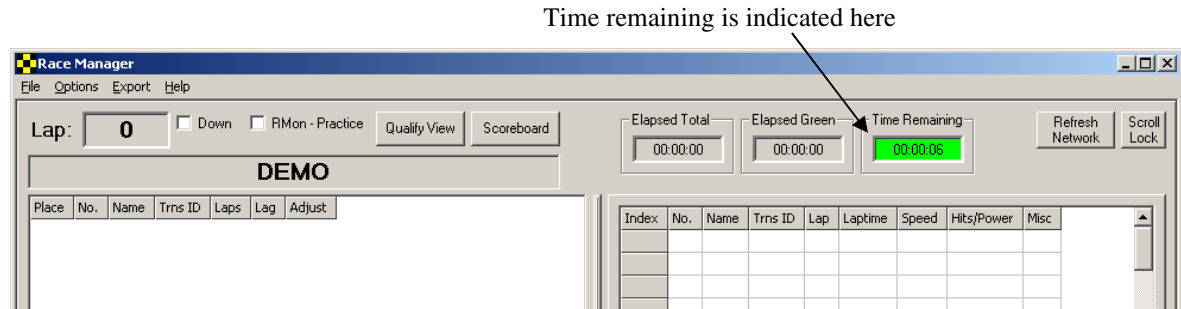 Time remaining is indicated here
Race Manager
File Options Export Help
Lap: 0 Down RMon - Practice Qualify View Scoreboard
Elapsed Total Elapsed Green Time Remaining
00:00:00 00:00:00 00:00:06
Refresh Network
Scroll Lock
DEMO
Place No. Name Trns ID Laps Lag Adjust
Index No. Name Trns ID Lap Laptime Speed Hits/Power Misc